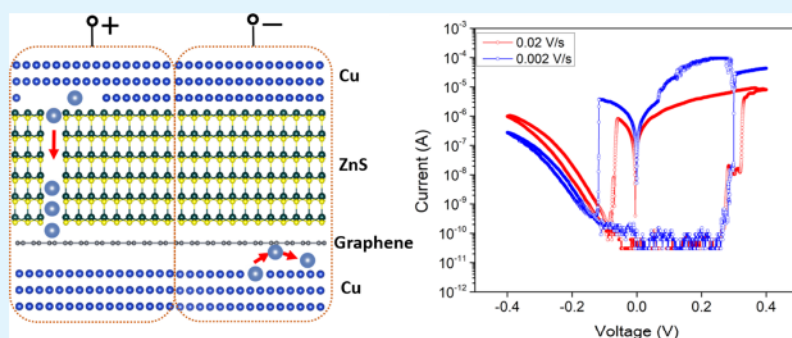 +
−
Cu
ZnS
Graphene
Cu
0.02 V/s
0.002 V/s
Current (A)
10⁻³
10⁻⁴
10⁻⁵
10⁻⁶
10⁻⁷
10⁻⁸
10⁻⁹
10⁻¹⁰
10⁻¹¹
10⁻¹²
-0.4
-0.2
0.0
0.2
0.4
Voltage (V)